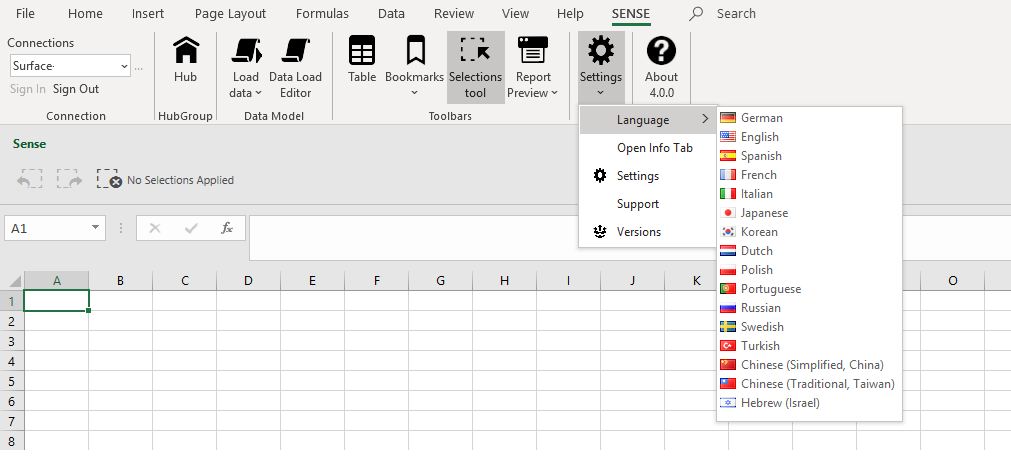 File Home Insert Page Layout Formulas Data Review View Help SENSE Search
Connections
Surface·
...
Sign In Sign Out
Connection
Hub
HubGroup
Load
data
Data Load
Editor
Data Model
Table
Bookmarks
Selections
tool
Report
Preview
Toolbars
Settings
About
4.0.0
Language
Open Info Tab
Settings
Support
Versions
German
English
Spanish
French
Italian
Japanese
Korean
Dutch
Polish
Portuguese
Russian
Swedish
Turkish
Chinese (Simplified, China)
Chinese (Traditional, Taiwan)
Hebrew (Israel)
Sense
No Selections Applied
A1
fx
A B C D E F G H I J K O
1
2
3
4
5
6
7
8